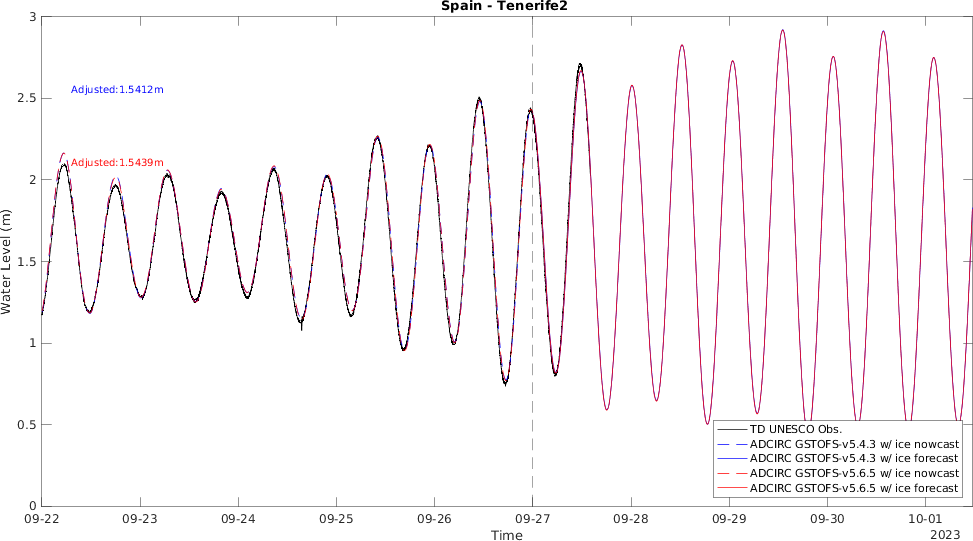 Spain - Tenerife2
3
2.5
2
1.5
1
0.5
0
Water Level (m)
Adjusted:1.5412m
Adjusted:1.5439m
TD UNESCO Obs.
ADCIRC GSTOFS-v5.4.3 w/ ice nowcast
ADCIRC GSTOFS-v5.4.3 w/ ice forecast
ADCIRC GSTOFS-v5.6.5 w/ ice nowcast
ADCIRC GSTOFS-v5.6.5 w/ ice forecast
09-22 09-23 09-24 09-25 09-26 09-27 09-28 09-29 09-30 10-01
Time
2023